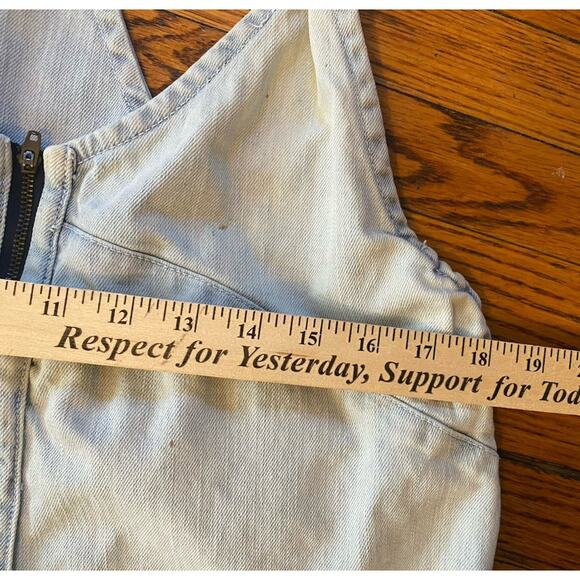 11 12 13 14 15 16 17 18 19
Respect for Yesterday, Support for Tod